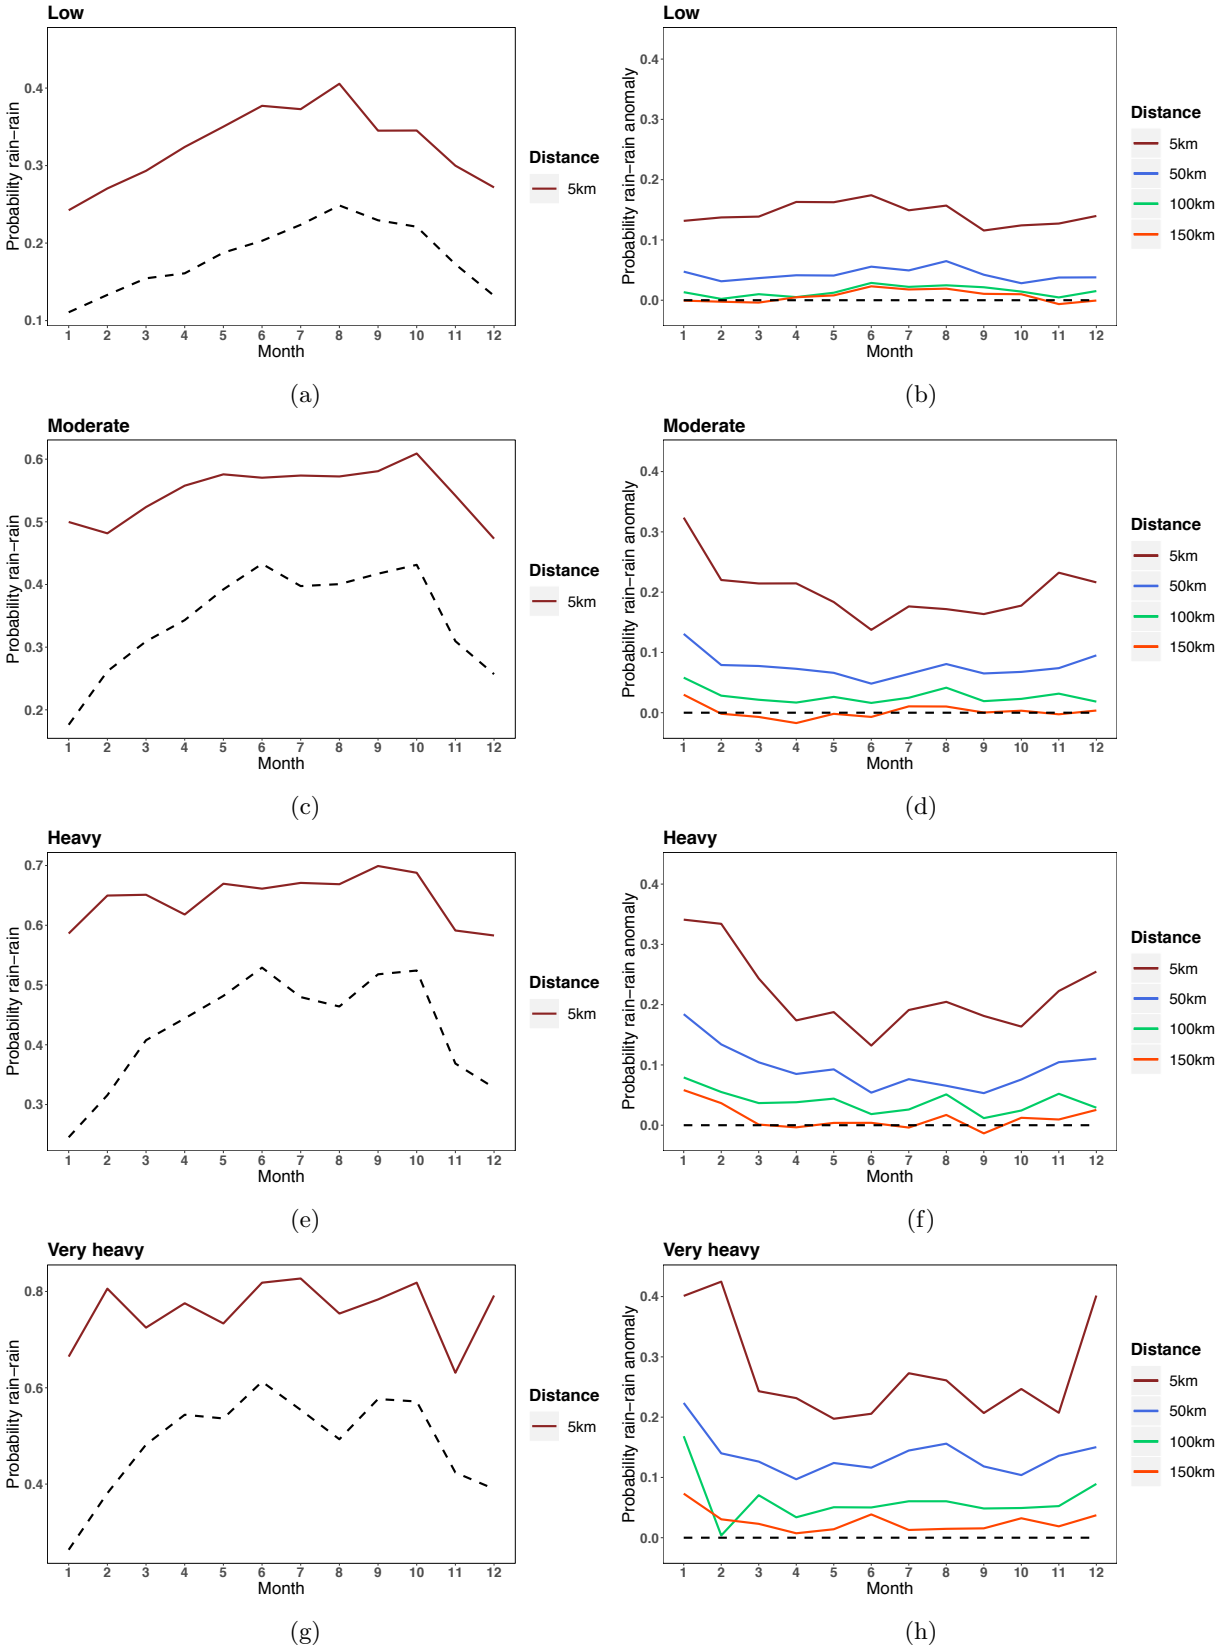 Low
Probability rain−rain
0.4
0.3
0.2
0.1
1 2 3 4 5 6 7 8 9 10 11 12
Month
Distance
5km
(a)
Low
Probability rain−rain anomaly
0.4
0.3
0.2
0.1
0.0
1 2 3 4 5 6 7 8 9 10 11 12
Month
Distance
5km
50km
100km
150km
(b)
Moderate
Probability rain−rain
0.6
0.5
0.4
0.3
0.2
1 2 3 4 5 6 7 8 9 10 11 12
Month
Distance
5km
(c)
Moderate
Probability rain−rain anomaly
0.4
0.3
0.2
0.1
0.0
1 2 3 4 5 6 7 8 9 10 11 12
Month
Distance
5km
50km
100km
150km
(d)
Heavy
Probability rain−rain
0.7
0.6
0.5
0.4
0.3
1 2 3 4 5 6 7 8 9 10 11 12
Month
Distance
5km
(e)
Heavy
Probability rain−rain anomaly
0.4
0.3
0.2
0.1
0.0
1 2 3 4 5 6 7 8 9 10 11 12
Month
Distance
5km
50km
100km
150km
(f)
Very heavy
Probability rain−rain
0.8
0.6
0.4
1 2 3 4 5 6 7 8 9 10 11 12
Month
Distance
5km
(g)
Very heavy
Probability rain−rain anomaly
0.4
0.3
0.2
0.1
0.0
1 2 3 4 5 6 7 8 9 10 11 12
Month
Distance
5km
50km
100km
150km
(h)